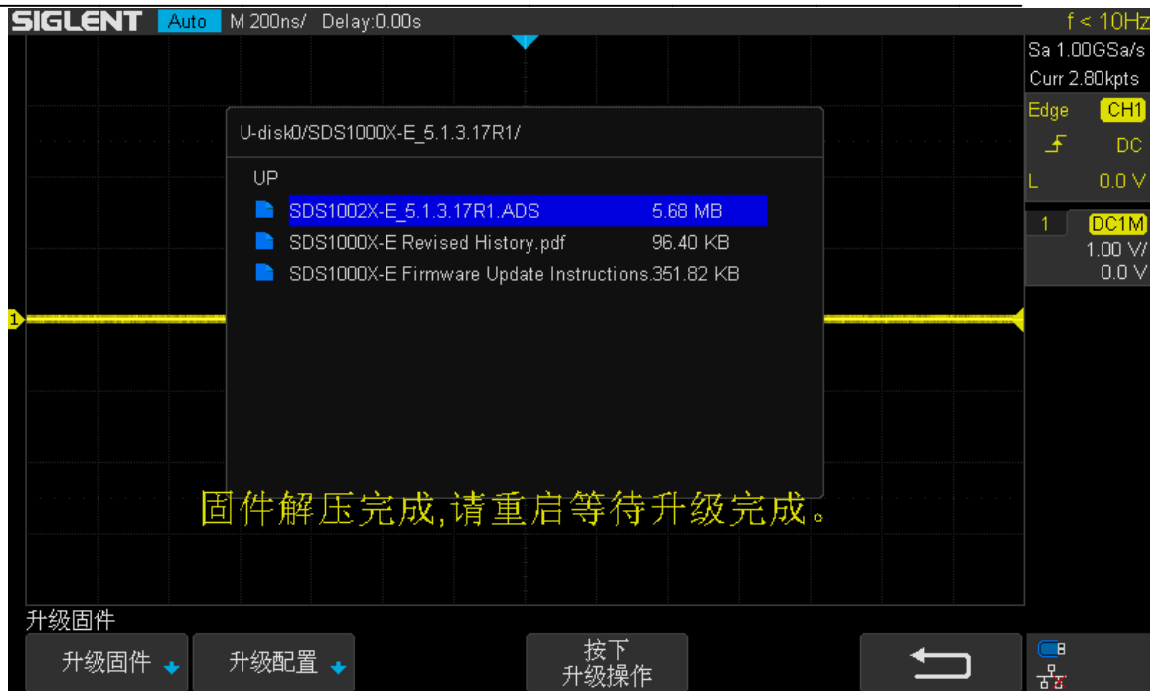 SIGLENT Auto M 200ns/ Delay:0.00s f < 10Hz
Sa 1.00GSa/s
Curr 2.80kpts
Edge CH1
DC
L 0.0 V
1 DC1M
1.00 V/
0.0 V
U-disk0/SDS1000X-E_5.1.3.17R1/
UP
SDS1002X-E_5.1.3.17R1.ADS 5.68 MB
SDS1000X-E Revised History.pdf 96.40 KB
SDS1000X-E Firmware Update Instructions.351.82 KB
1
固件解压完成,请重启等待升级完成。
升级固件
升级固件 升级配置 按下
升级操作